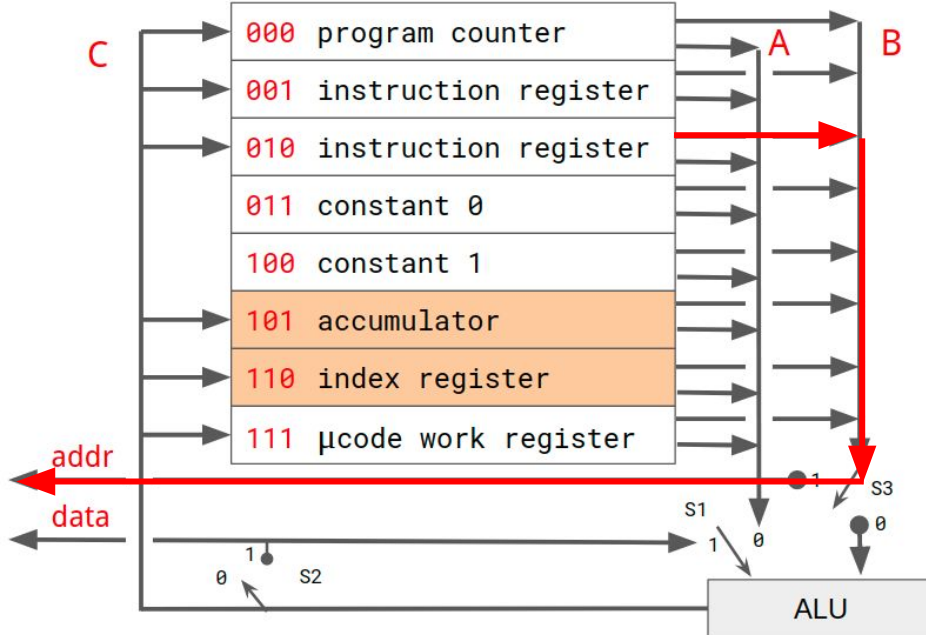 C
000 program counter
A
B
001 instruction register
010 instruction register
011 constant 0
100 constant 1
101 accumulator
110 index register
111 μcode work register
addr
1
S3
data
S1
1
0
0
1
0
S2
ALU